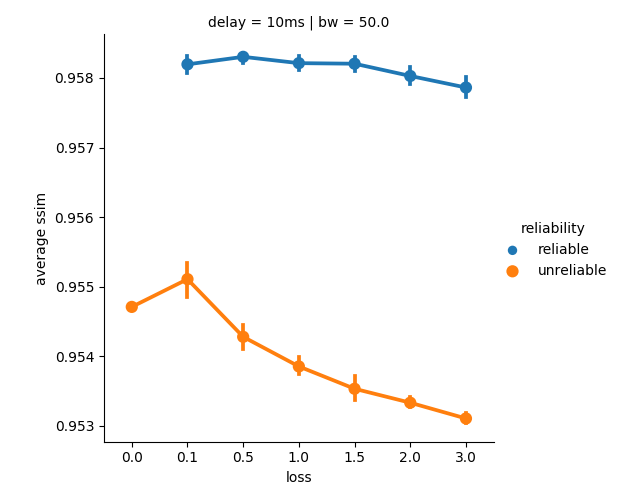 delay = 10ms | bw = 50.0
average ssim
0.958
0.957
0.956
0.955
0.954
0.953
0.0 0.1 0.5 1.0 1.5 2.0 3.0
loss
reliability
reliable
unreliable